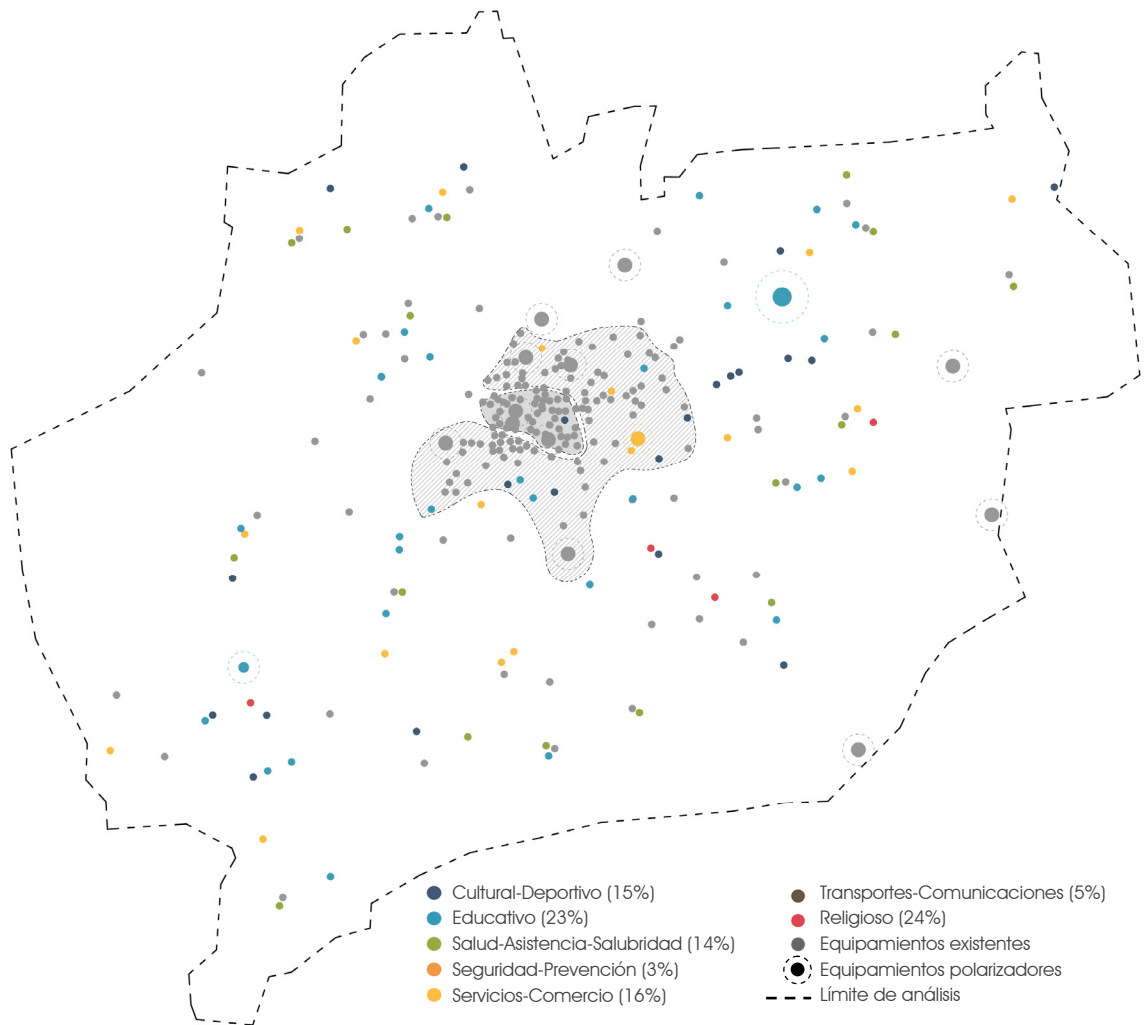 Cultural-Deportivo (15%)
Educativo (23%)
Salud-Asistencia-Salubridad (14%)
Seguridad-Prevención (3%)
Servicios-Comercio (16%)
Transportes-Comunicaciones (5%)
Religioso (24%)
Equipamientos existentes
Equipamientos polarizadores
Límite de análisis